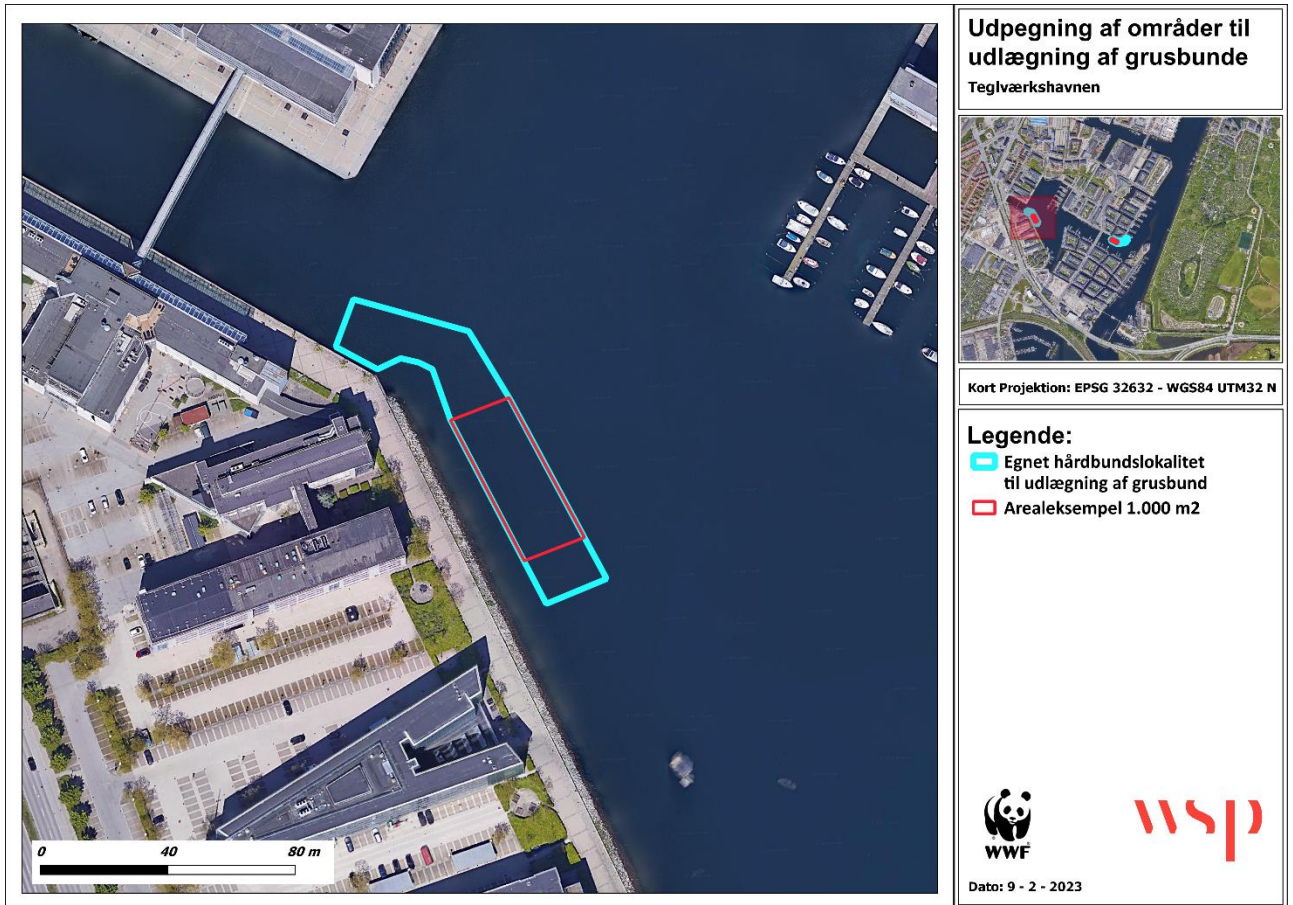 Udpegning af områder til
udlægning af grusbunde
Teglværkshavnen
Kort Projektion: EPSG 32632 - WGS84 UTM32 N
Legende:
Egnet hårdbundslokalitet
til udlægning af grusbund
Arealeksempel 1.000 m2
WWF
wsp
Dato: 9 - 2 - 2023
0 40 80 m